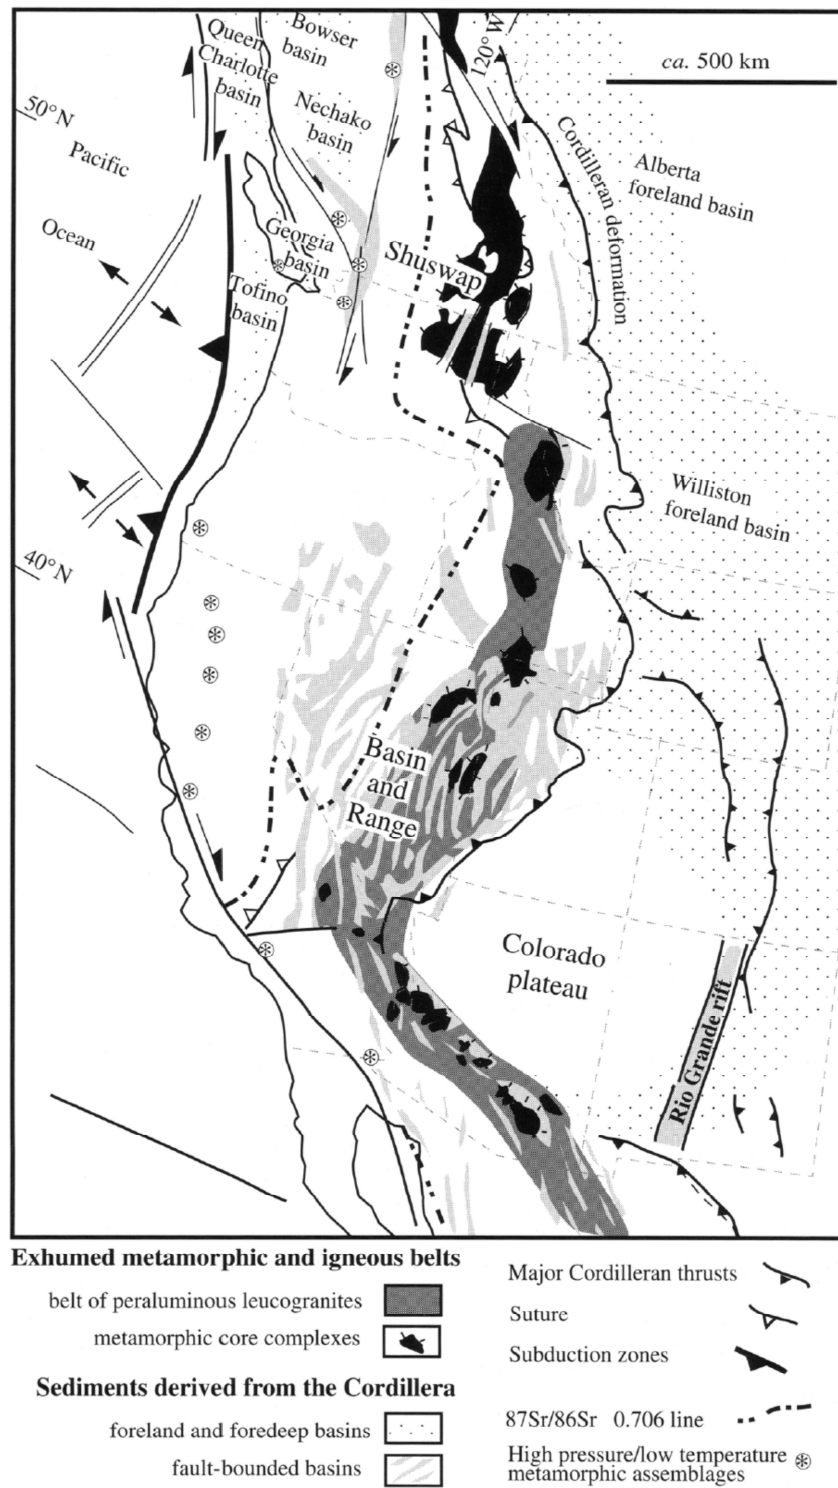 Queen
Charlotte
basin
Bowser
basin
120° W
ca. 500 km
50° N
Nechako
basin
Pacific
Ocean
Cordilleran deformation
Alberta
foreland basin
Georgia
basin
Shuswap
Tofino
basin
Williston
foreland basin
40° N
Basin
and
Range
Colorado
plateau
Rio Grande rift
Exhumed metamorphic and igneous belts
belt of peraluminous leucogranites
metamorphic core complexes
Sediments derived from the Cordillera
foreland and foredeep basins
fault-bounded basins
Major Cordilleran thrusts
Suture
Subduction zones
87Sr/86Sr 0.706 line
High pressure/low temperature
metamorphic assemblages